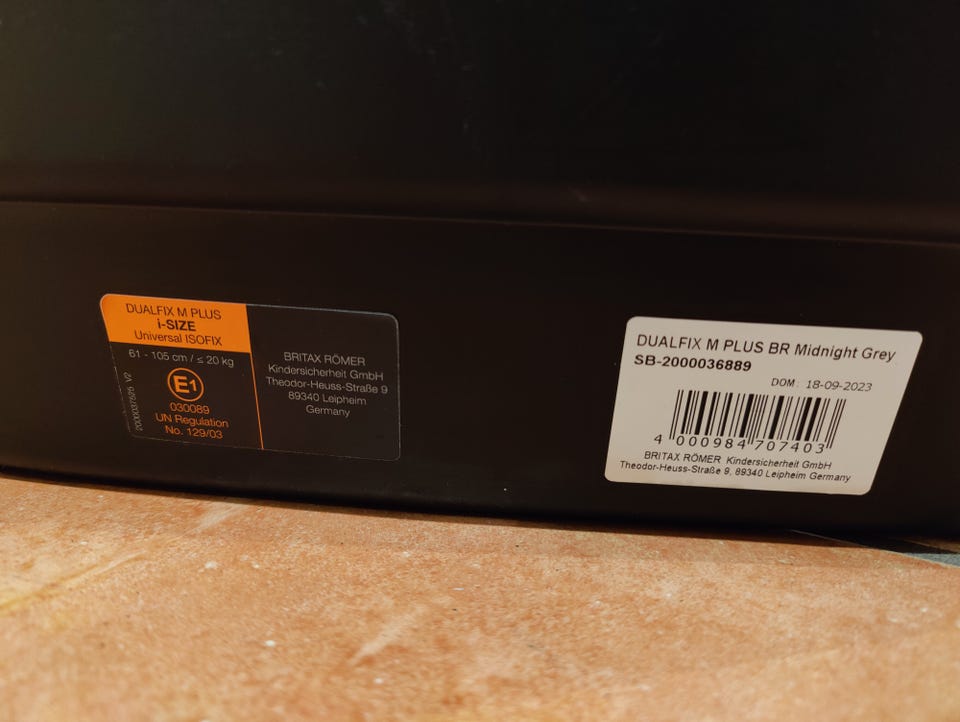 DUALFIX M PLUS
i-SIZE
Universal ISOFIX
61 - 105 cm / ≤ 20 kg
E1
030089
UN Regulation
No. 129/03
2000037505 V2
BRITAX RÖMER
Kindersicherheit GmbH
Theodor-Heuss-Straße 9
89340 Leipheim
Germany
DUALFIX M PLUS BR Midnight Grey
SB-2000036889
DOM: 18-09-2023
4 000984 707403
BRITAX RÖMER Kindersicherheit GmbH
Theodor-Heuss-Straße 9, 89340 Leipheim Germany